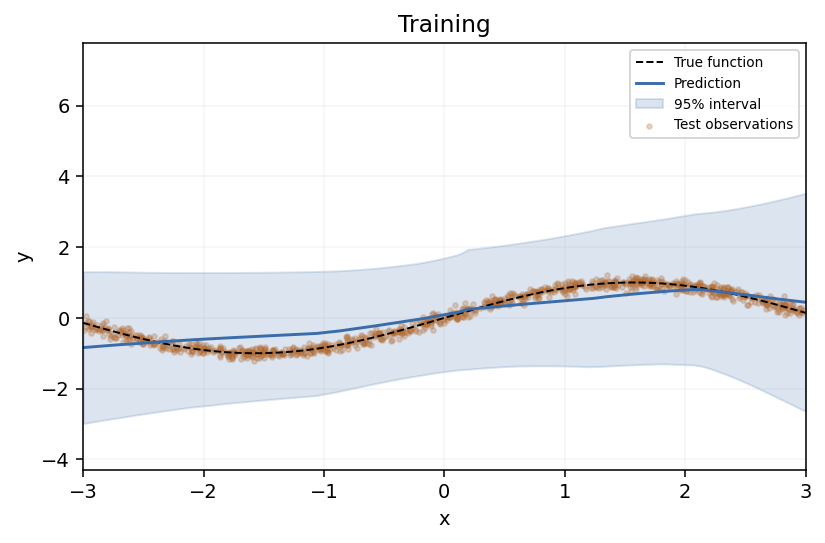 Training
True function
Prediction
95% interval
Test observations
y
6
4
2
0
−2
−4
−3
−2
−1
0
1
2
3
x